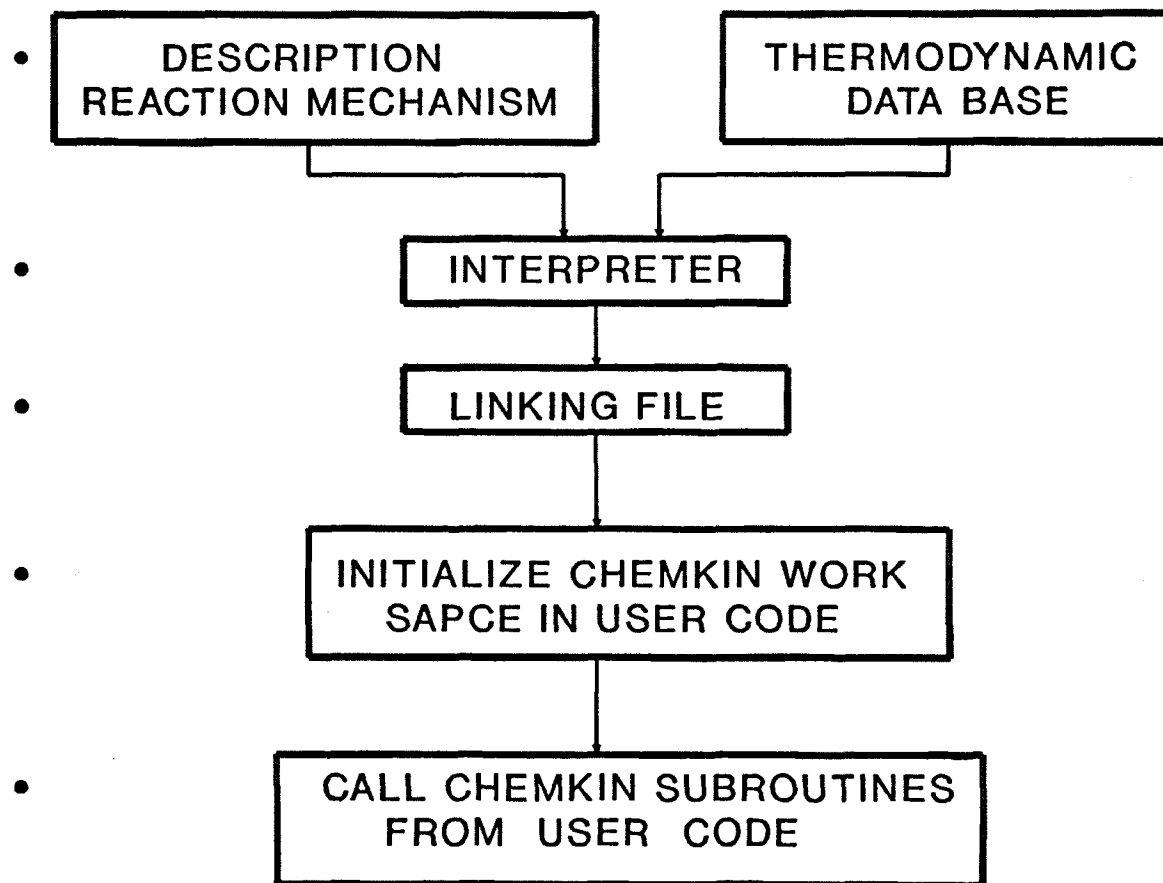 DESCRIPTION
REACTION MECHANISM
THERMODYNAMIC
DATA BASE
INTERPRETER
LINKING FILE
INITIALIZE CHEMKIN WORK
SAPCE IN USER CODE
CALL CHEMKIN SUBROUTINES
FROM USER CODE